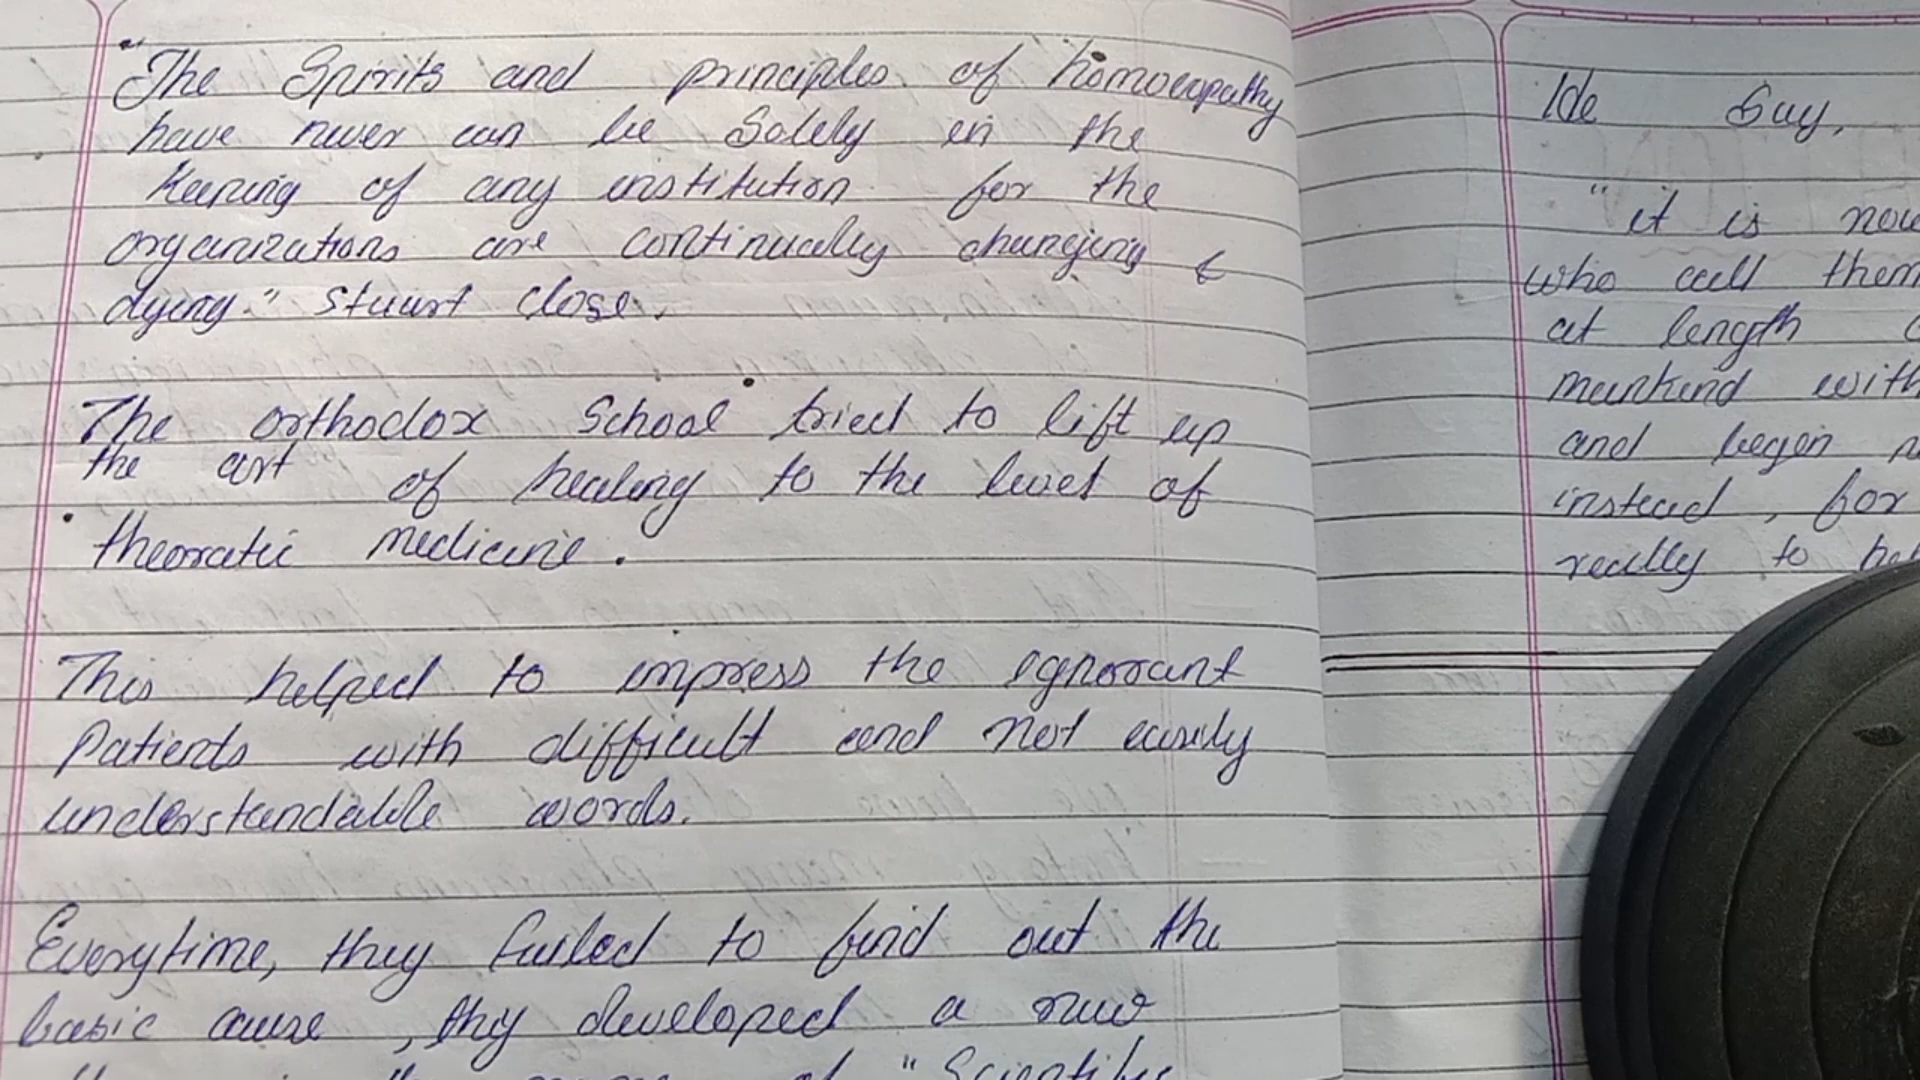 "The Spirits and principles of homoeopathy
have never can be Solely in the
Keeping of any institution for the
organizations are continually changing &
dying." Stuart Close.
The orthodox School tried to lift up
the art of healing to the level of
theoratic medicine.
This helped to impress the ignorant
Patients with difficult and not easily
understandable words.
Everytime, they failed to find out the
basic cause, they developed a new
of "Scientific
Ide Say,
"it is now
who call them
at length
mankind with
and begin
instead, for
really to